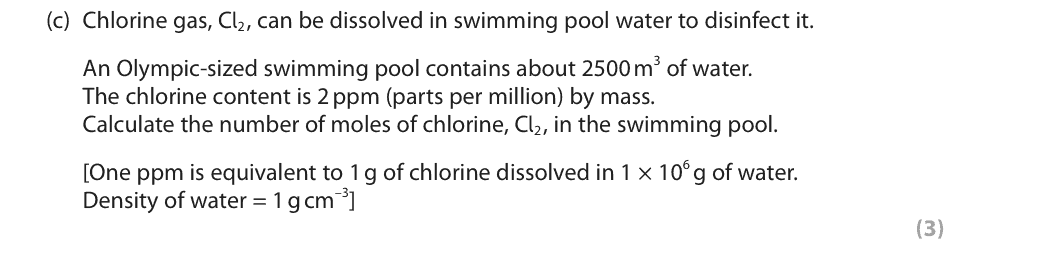 (c) Chlorine gas, Cl₂, can be dissolved in swimming pool water to disinfect it.
An Olympic-sized swimming pool contains about 2500 m³ of water.
The chlorine content is 2 ppm (parts per million) by mass.
Calculate the number of moles of chlorine, Cl₂, in the swimming pool.
[One ppm is equivalent to 1 g of chlorine dissolved in 1 × 10⁶ g of water.
Density of water = 1 g cm⁻³]
(3)